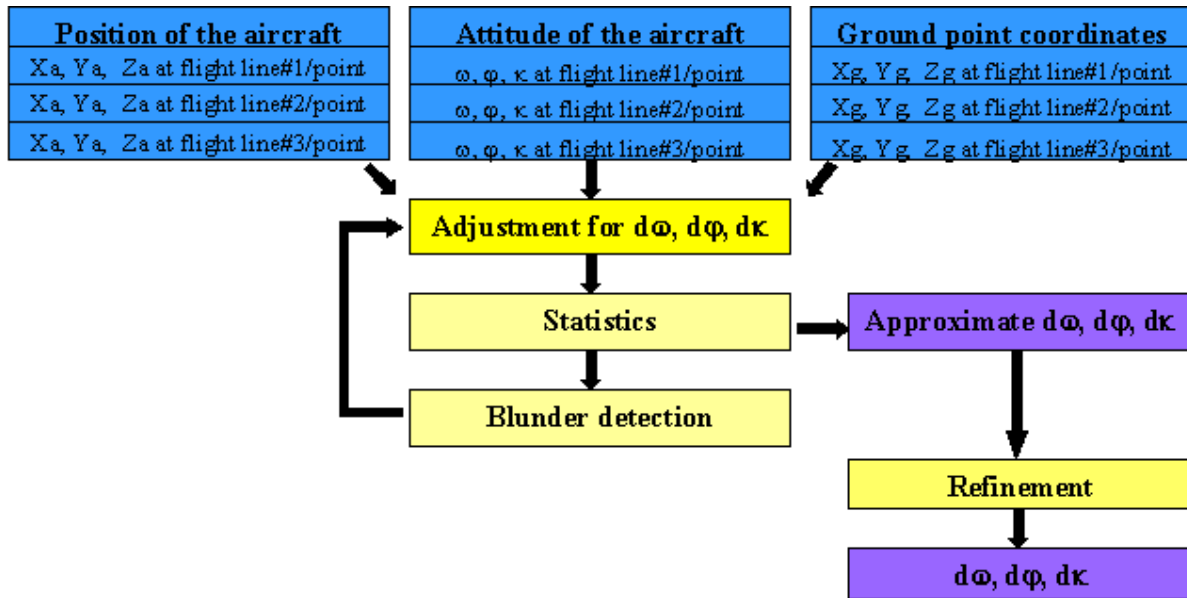 Position of the aircraft
Xa, Ya, Za at flight line#1/point
Xa, Ya, Za at flight line#2/point
Xa, Ya, Za at flight line#3/point
Attitude of the aircraft
ω, φ, κ at flight line#1/point
ω, φ, κ at flight line#2/point
ω, φ, κ at flight line#3/point
Ground point coordinates
Xg, Yg, Zg at flight line#1/point
Xg, Yg, Zg at flight line#2/point
Xg, Yg, Zg at flight line#3/point
Adjustment for dω, dφ, dκ
Statistics
Approximate dω, dφ, dκ
Blunder detection
Refinement
dω, dφ, dκ